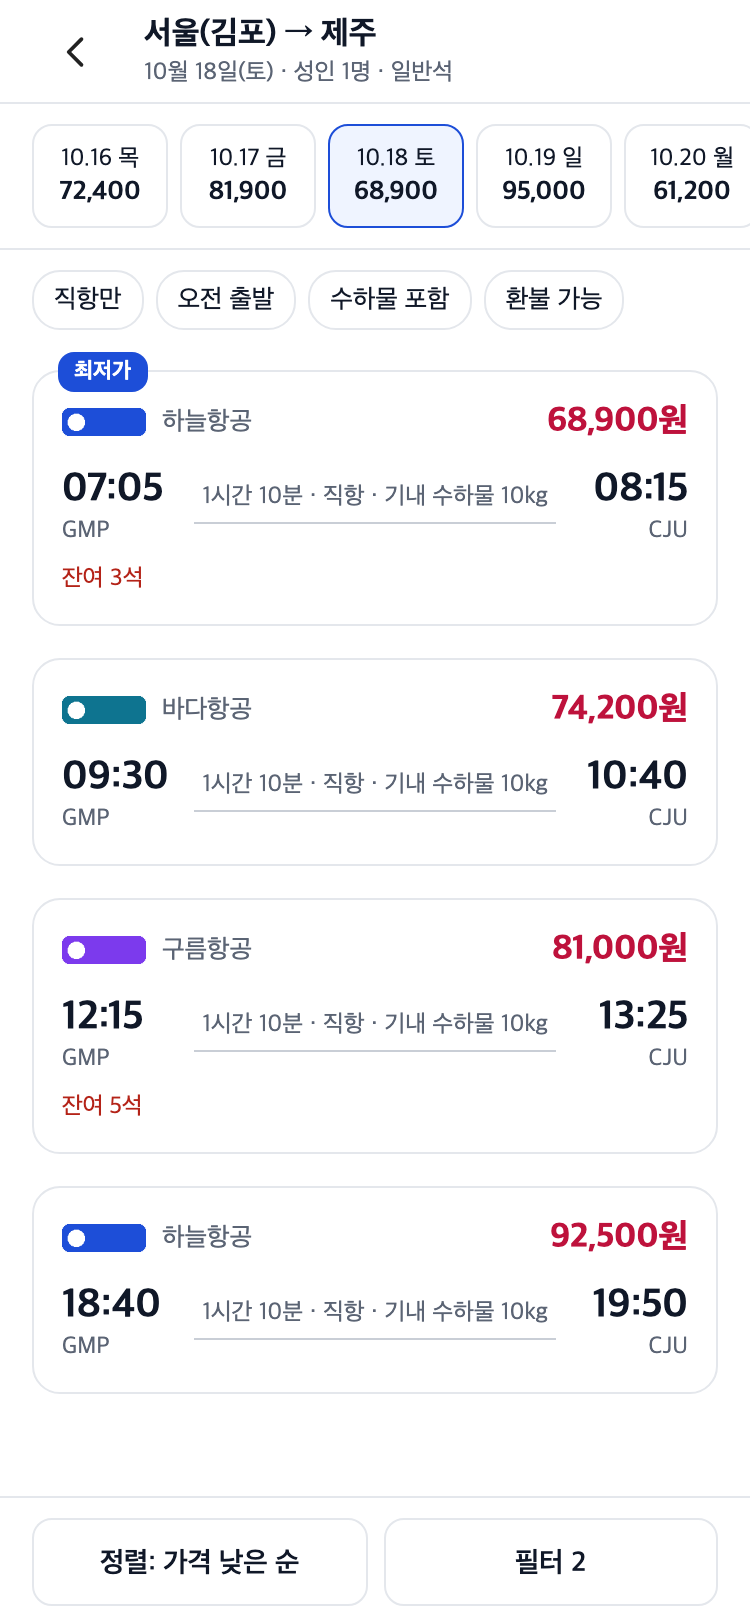 서울(김포) → 제주
10월 18일(토) · 성인 1명 · 일반석
10.16 목
72,400
10.17 금
81,900
10.18 토
68,900
10.19 일
95,000
10.20 월
61,200
직항만
오전 출발
수하물 포함
환불 가능
최저가
하늘항공
68,900원
07:05
1시간 10분 · 직항 · 기내 수하물 10kg
08:15
GMP
CJU
잔여 3석
바다항공
74,200원
09:30
1시간 10분 · 직항 · 기내 수하물 10kg
10:40
GMP
CJU
구름항공
81,000원
12:15
1시간 10분 · 직항 · 기내 수하물 10kg
13:25
GMP
CJU
잔여 5석
하늘항공
92,500원
18:40
1시간 10분 · 직항 · 기내 수하물 10kg
19:50
GMP
CJU
정렬: 가격 낮은 순
필터 2